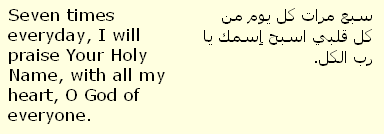 Seven times
everyday, I will
praise Your Holy
Name, with all my
heart, O God of
everyone.
سبع مرات كل يوم من
كل قلبي اسبح إسمك يا
رب الكل.